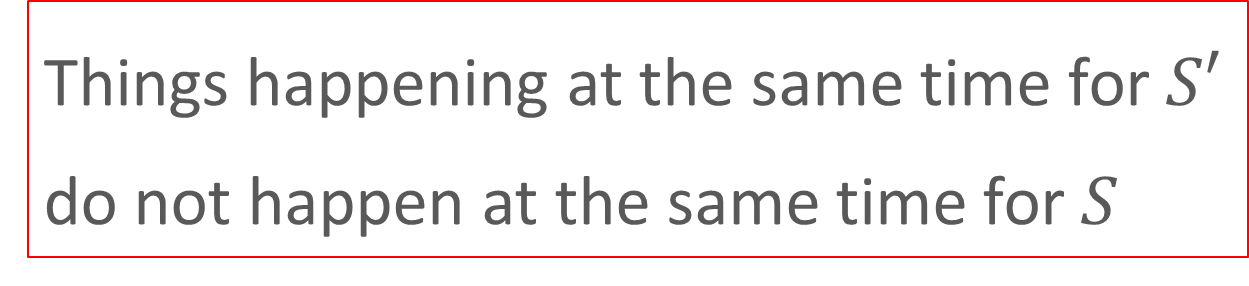 Things happening at the same time for S′
do not happen at the same time for S